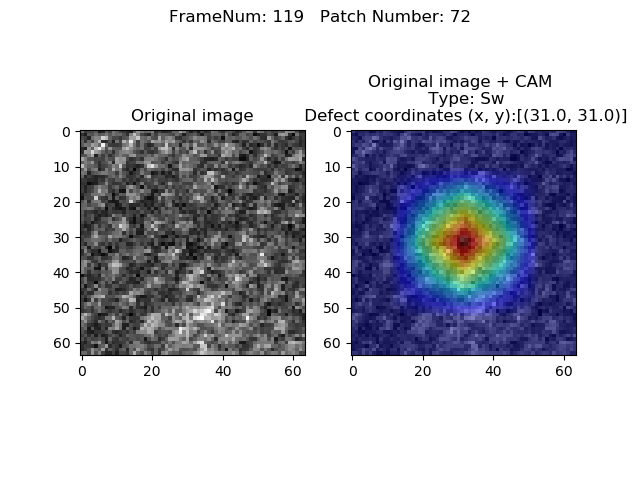 FrameNum: 119   Patch Number: 72
Original image
Original image + CAM
Type: Sw
Defect coordinates (x, y):[(31.0, 31.0)]
0
10
20
30
40
50
60
0 20 40 60
0
10
20
30
40
50
60
0 20 40 60